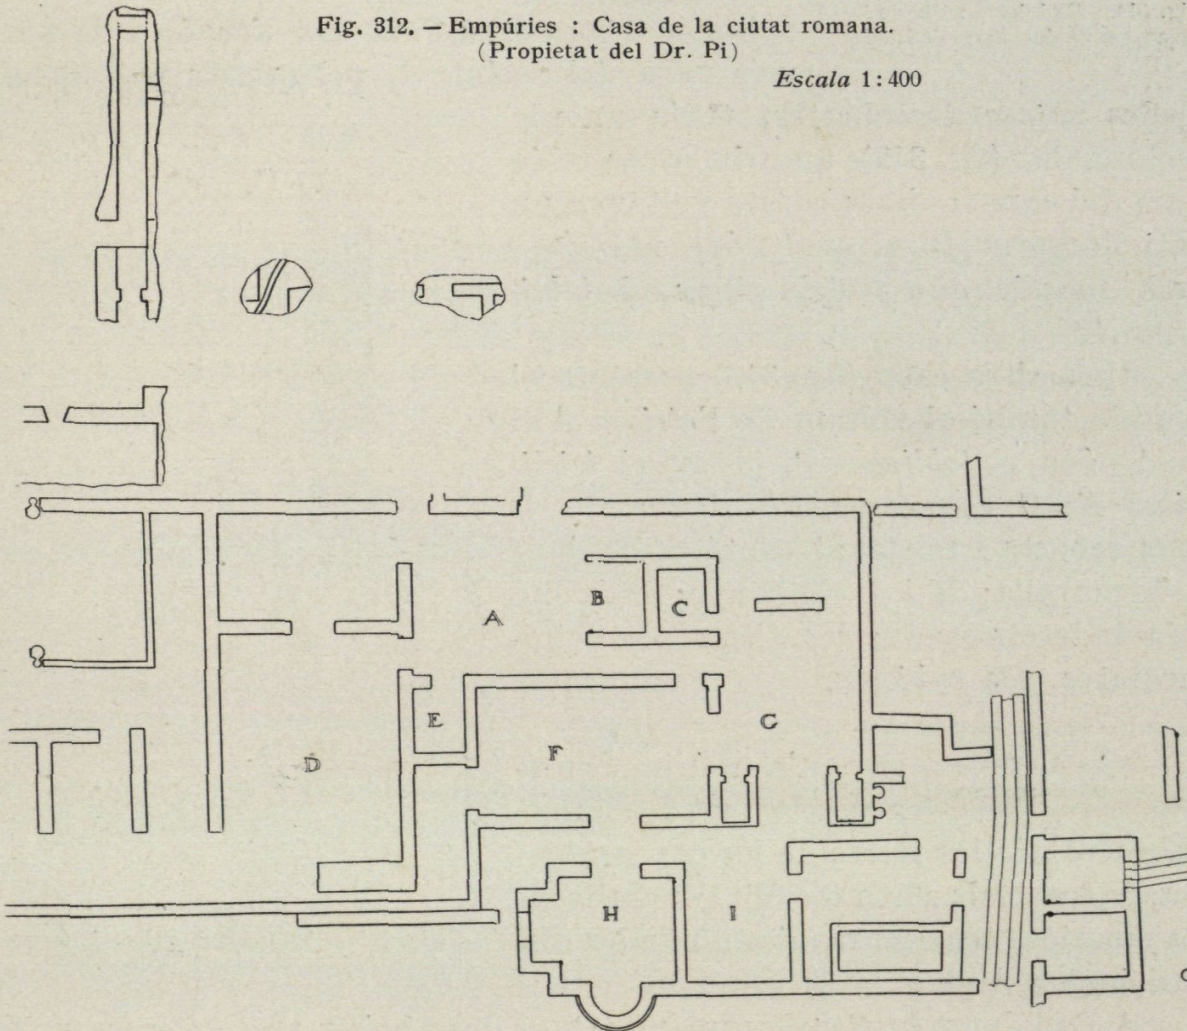 Fig. 312. — Empúries : Casa de la ciutat romana.
(Propietat del Dr. Pi)
Escala 1:400
A
B
C
E
D
F
G
H
I